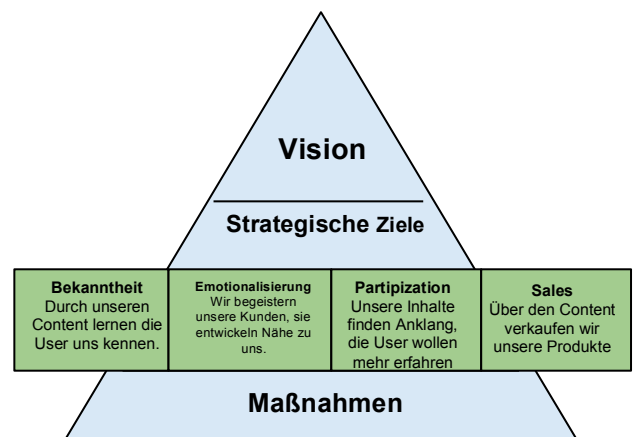 Vision
Strategische Ziele
Bekanntheit
Durch unseren
Content lernen die
User uns kennen.
Emotionalisierung
Wir begeistern
unsere Kunden, sie
entwickeln Nähe zu
uns.
Partipization
Unsere Inhalte
finden Anklang,
die User wollen
mehr erfahren
Sales
Über den Content
verkaufen wir
unsere Produkte
Maßnahmen